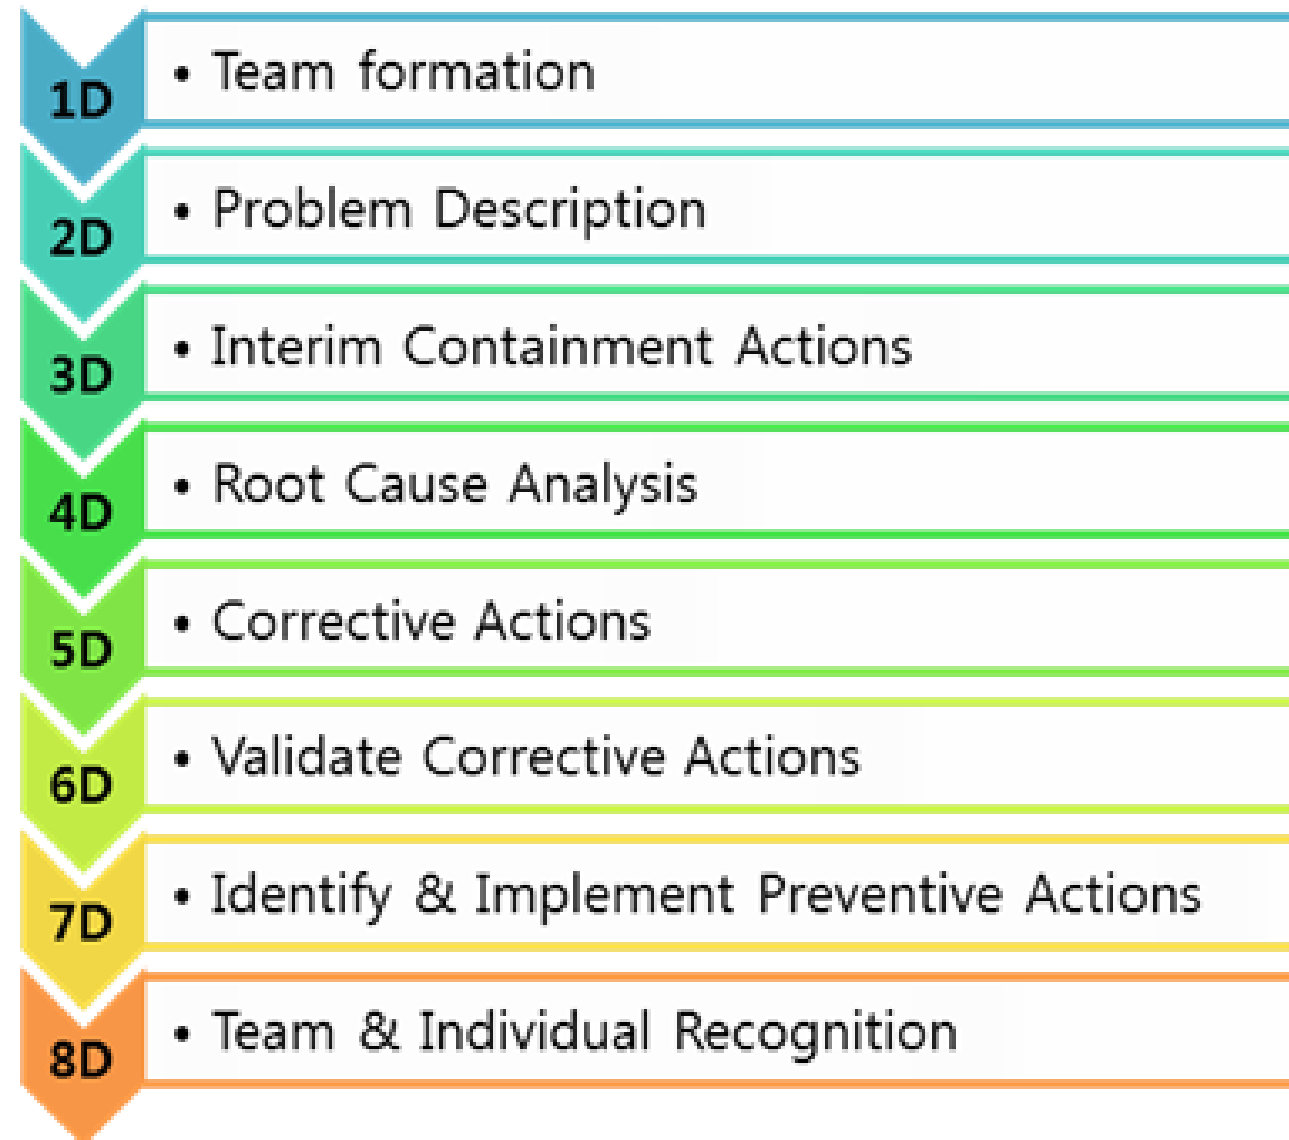 1D
• Team formation
2D
• Problem Description
3D
• Interim Containment Actions
4D
• Root Cause Analysis
5D
• Corrective Actions
6D
• Validate Corrective Actions
7D
• Identify & Implement Preventive Actions
8D
• Team & Individual Recognition